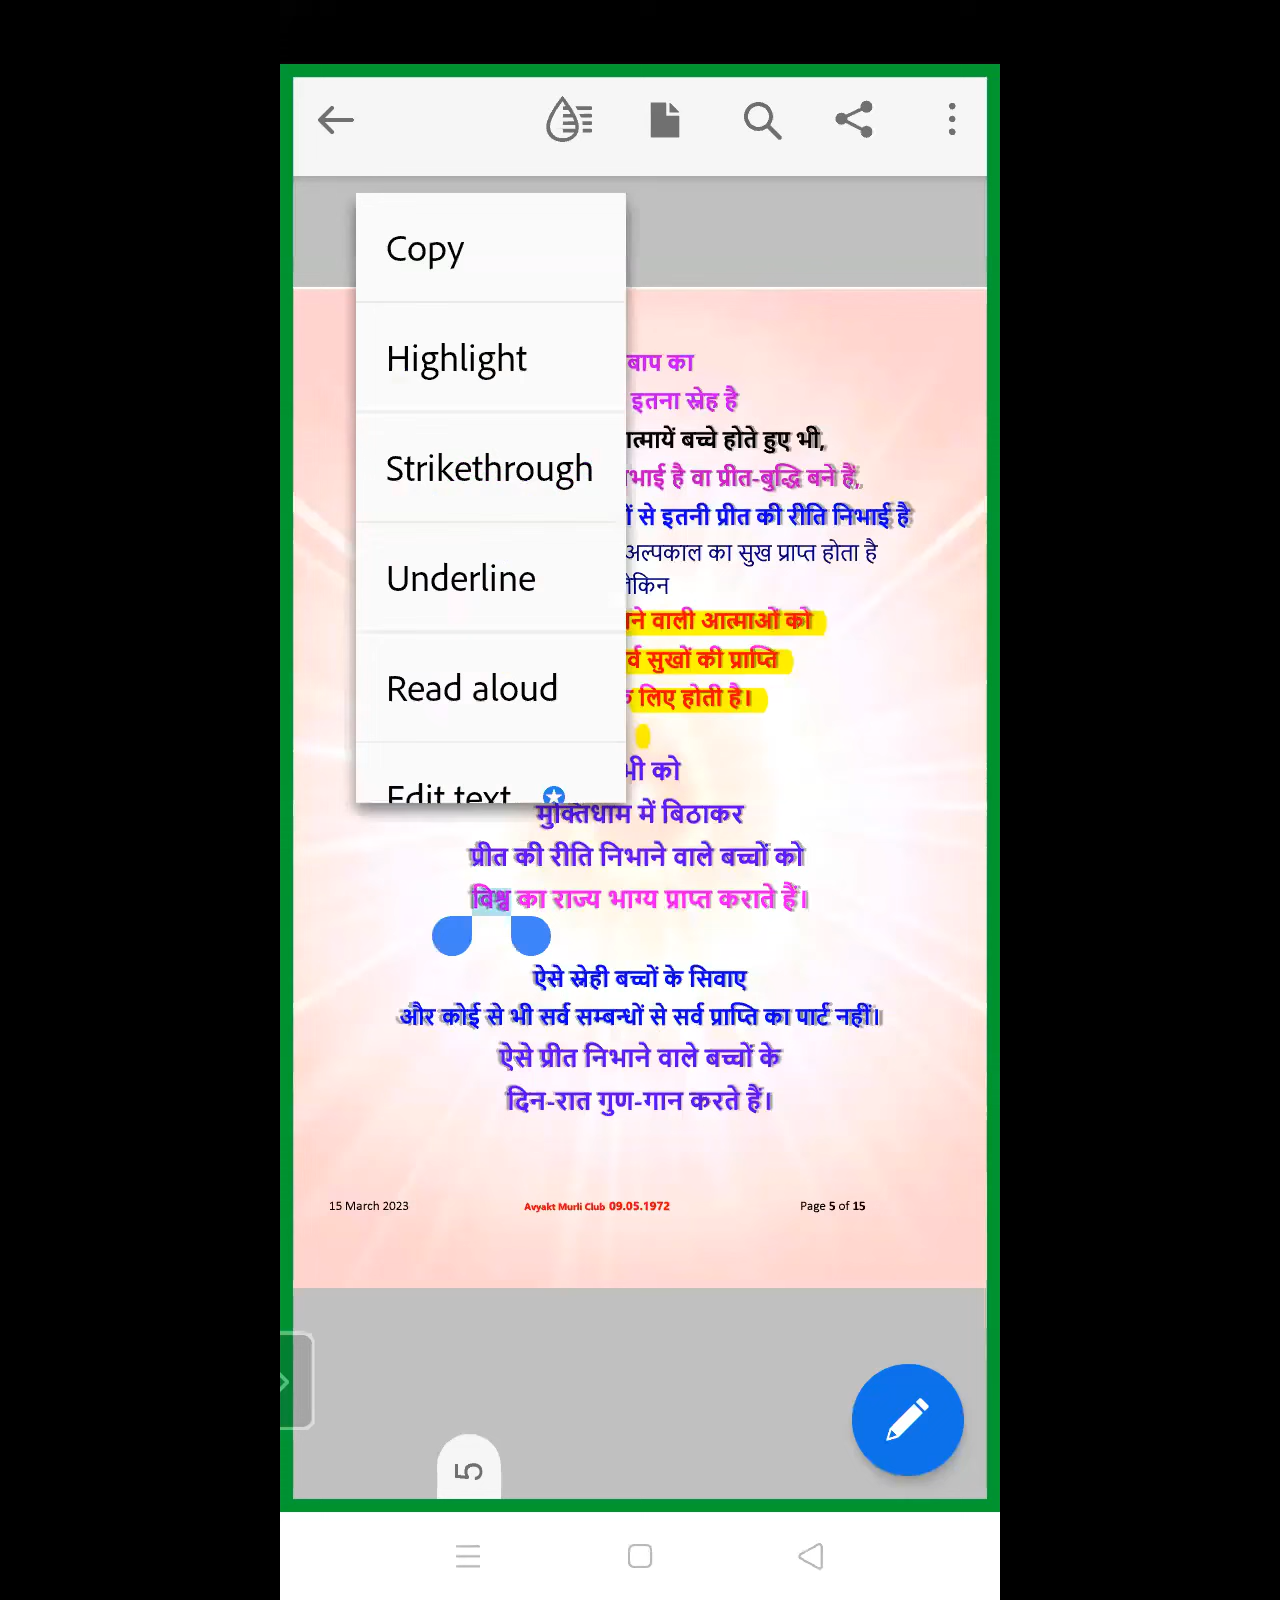 Copy
Highlight
Strikethrough
Underline
Read aloud
Edit text
बाप का
इतना स्नेह है
बच्चे होते हुए भी,
है वा प्रीत-बुद्धि बने हैं,
से इतनी प्रीत की रीति निभाई है
अल्पकाल का सुख प्राप्त होता है
वाली आत्माओं को
सुखों की प्राप्ति
लिए होती है।
को
मुक्तिधाम में बिठाकर
प्रीत की रीति निभाने वाले बच्चों को
विश्व का राज्य भाग्य प्राप्त कराते हैं।
ऐसे स्नेही बच्चों के सिवाए
और कोई से भी सर्व सम्बन्धों से सर्व प्राप्ति का पार्ट नहीं।
ऐसे प्रीत निभाने वाले बच्चों के
दिन-रात गुण-गान करते हैं।
15 March 2023 Avyakt Murli Club 09.05.1972 Page 5 of 15
5